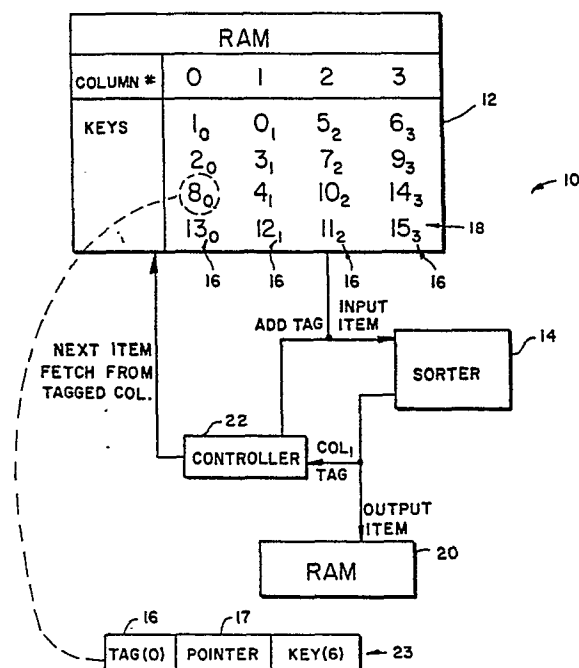 RAM
COLUMN # 0 1 2 3
KEYS 1₀ 0₁ 5₂ 6₃
2₀ 3₁ 7₂ 9₃
8₀ 4₁ 10₂ 14₃
13₀ 12₁ 11₂ 15₃
12
10
18
16 16 16 16
ADD TAG
INPUT ITEM
NEXT ITEM
FETCH FROM
TAGGED COL.
14
SORTER
22
CONTROLLER
COL₁
TAG
OUTPUT
ITEM
20
RAM
16 17
TAG(0) POINTER KEY(6) 23